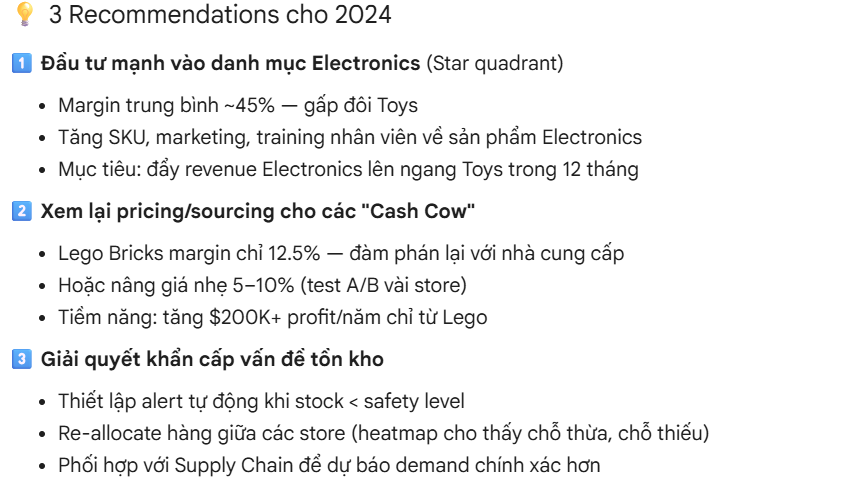 💡 3 Recommendations cho 2024
1️⃣ Đầu tư mạnh vào danh mục Electronics (Star quadrant)
• Margin trung bình ~45% — gấp đôi Toys
• Tăng SKU, marketing, training nhân viên về sản phẩm Electronics
• Mục tiêu: đẩy revenue Electronics lên ngang Toys trong 12 tháng
2️⃣ Xem lại pricing/sourcing cho các "Cash Cow"
• Lego Bricks margin chỉ 12.5% — đàm phán lại với nhà cung cấp
• Hoặc nâng giá nhẹ 5–10% (test A/B vài store)
• Tiềm năng: tăng $200K+ profit/năm chỉ từ Lego
3️⃣ Giải quyết khẩn cấp vấn đề tồn kho
• Thiết lập alert tự động khi stock < safety level
• Re-allocate hàng giữa các store (heatmap cho thấy chỗ thừa, chỗ thiếu)
• Phối hợp với Supply Chain để dự báo demand chính xác hơn